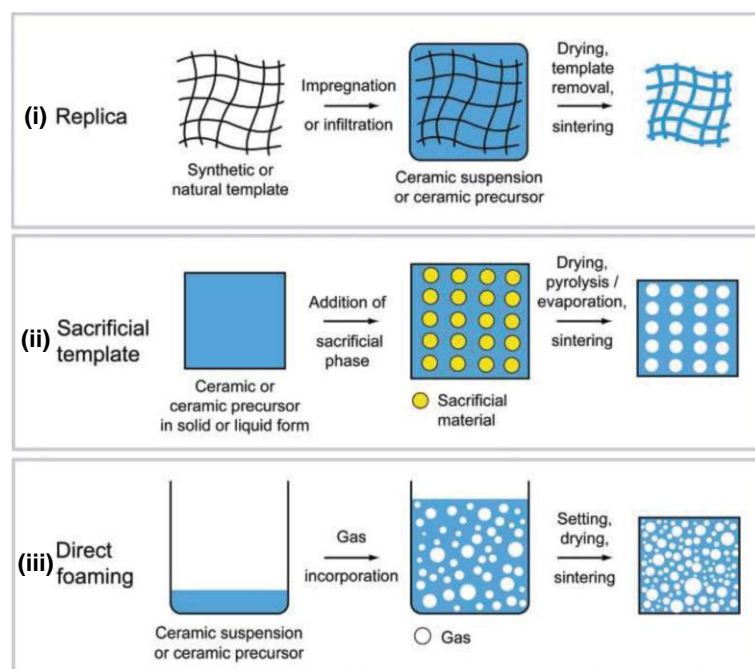 (i) Replica
Synthetic or
natural template
Impregnation
or infiltration
Ceramic suspension
or ceramic precursor
Drying,
template
removal,
sintering
(ii) Sacrificial
template
Ceramic or
ceramic precursor
in solid or liquid form
Addition of
sacrificial
phase
Sacrificial
material
Drying,
pyrolysis /
evaporation,
sintering
(iii) Direct
foaming
Ceramic suspension
or ceramic precursor
Gas
incorporation
Gas
Setting,
drying,
sintering